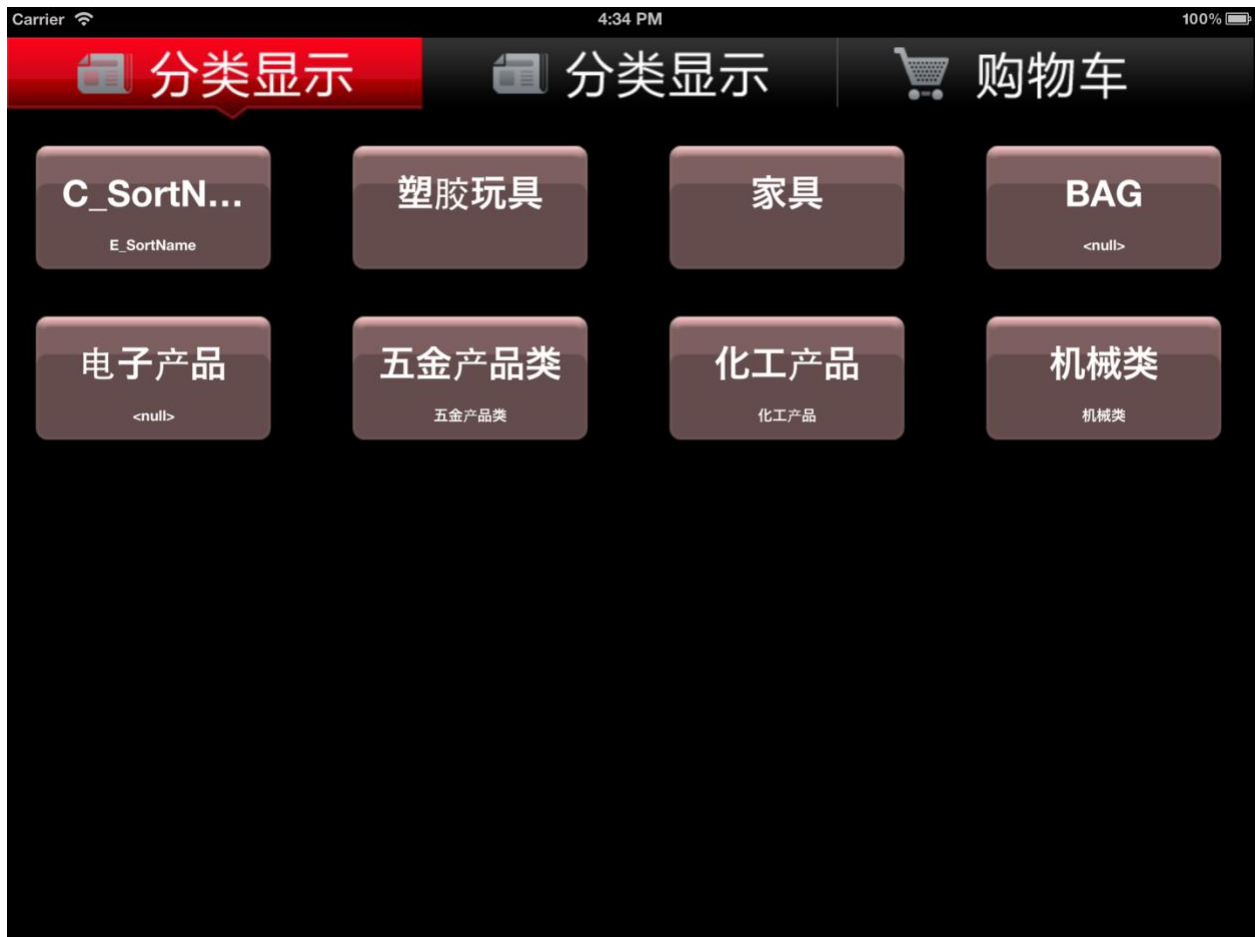 Carrier 4:34 PM 100%
分类显示 分类显示 购物车
C_SortN... 塑胶玩具 家具 BAG
E_SortName <null>
电子产品 五金产品类 化工产品 机械类
<null> 五金产品类 化工产品 机械类